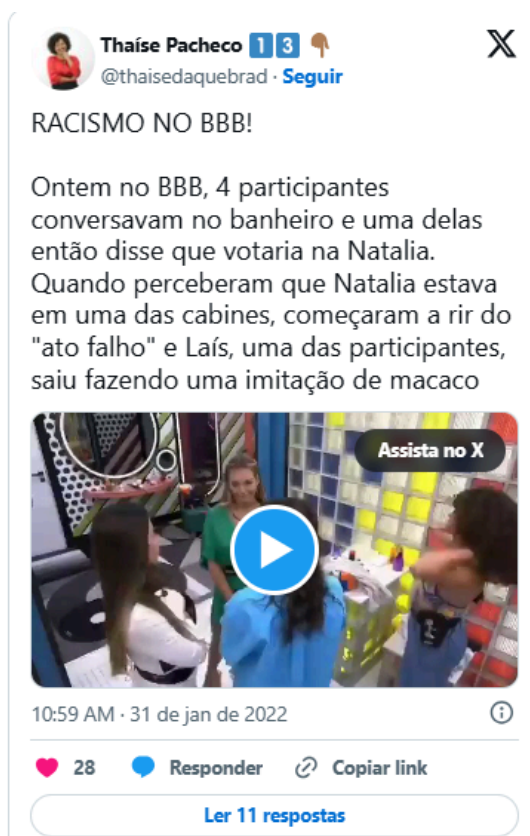 Thaíse Pacheco 1 3 👇🏽
@thaisedaquebrad · Seguir
RACISMO NO BBB!
Ontem no BBB, 4 participantes
conversavam no banheiro e uma delas
então disse que votaria na Natalia.
Quando perceberam que Natalia estava
em uma das cabines, começaram a rir do
"ato falho" e Laís, uma das participantes,
saiu fazendo uma imitação de macaco
Assista no X
10:59 AM · 31 de jan de 2022
28 Responder Copiar link
Ler 11 respostas